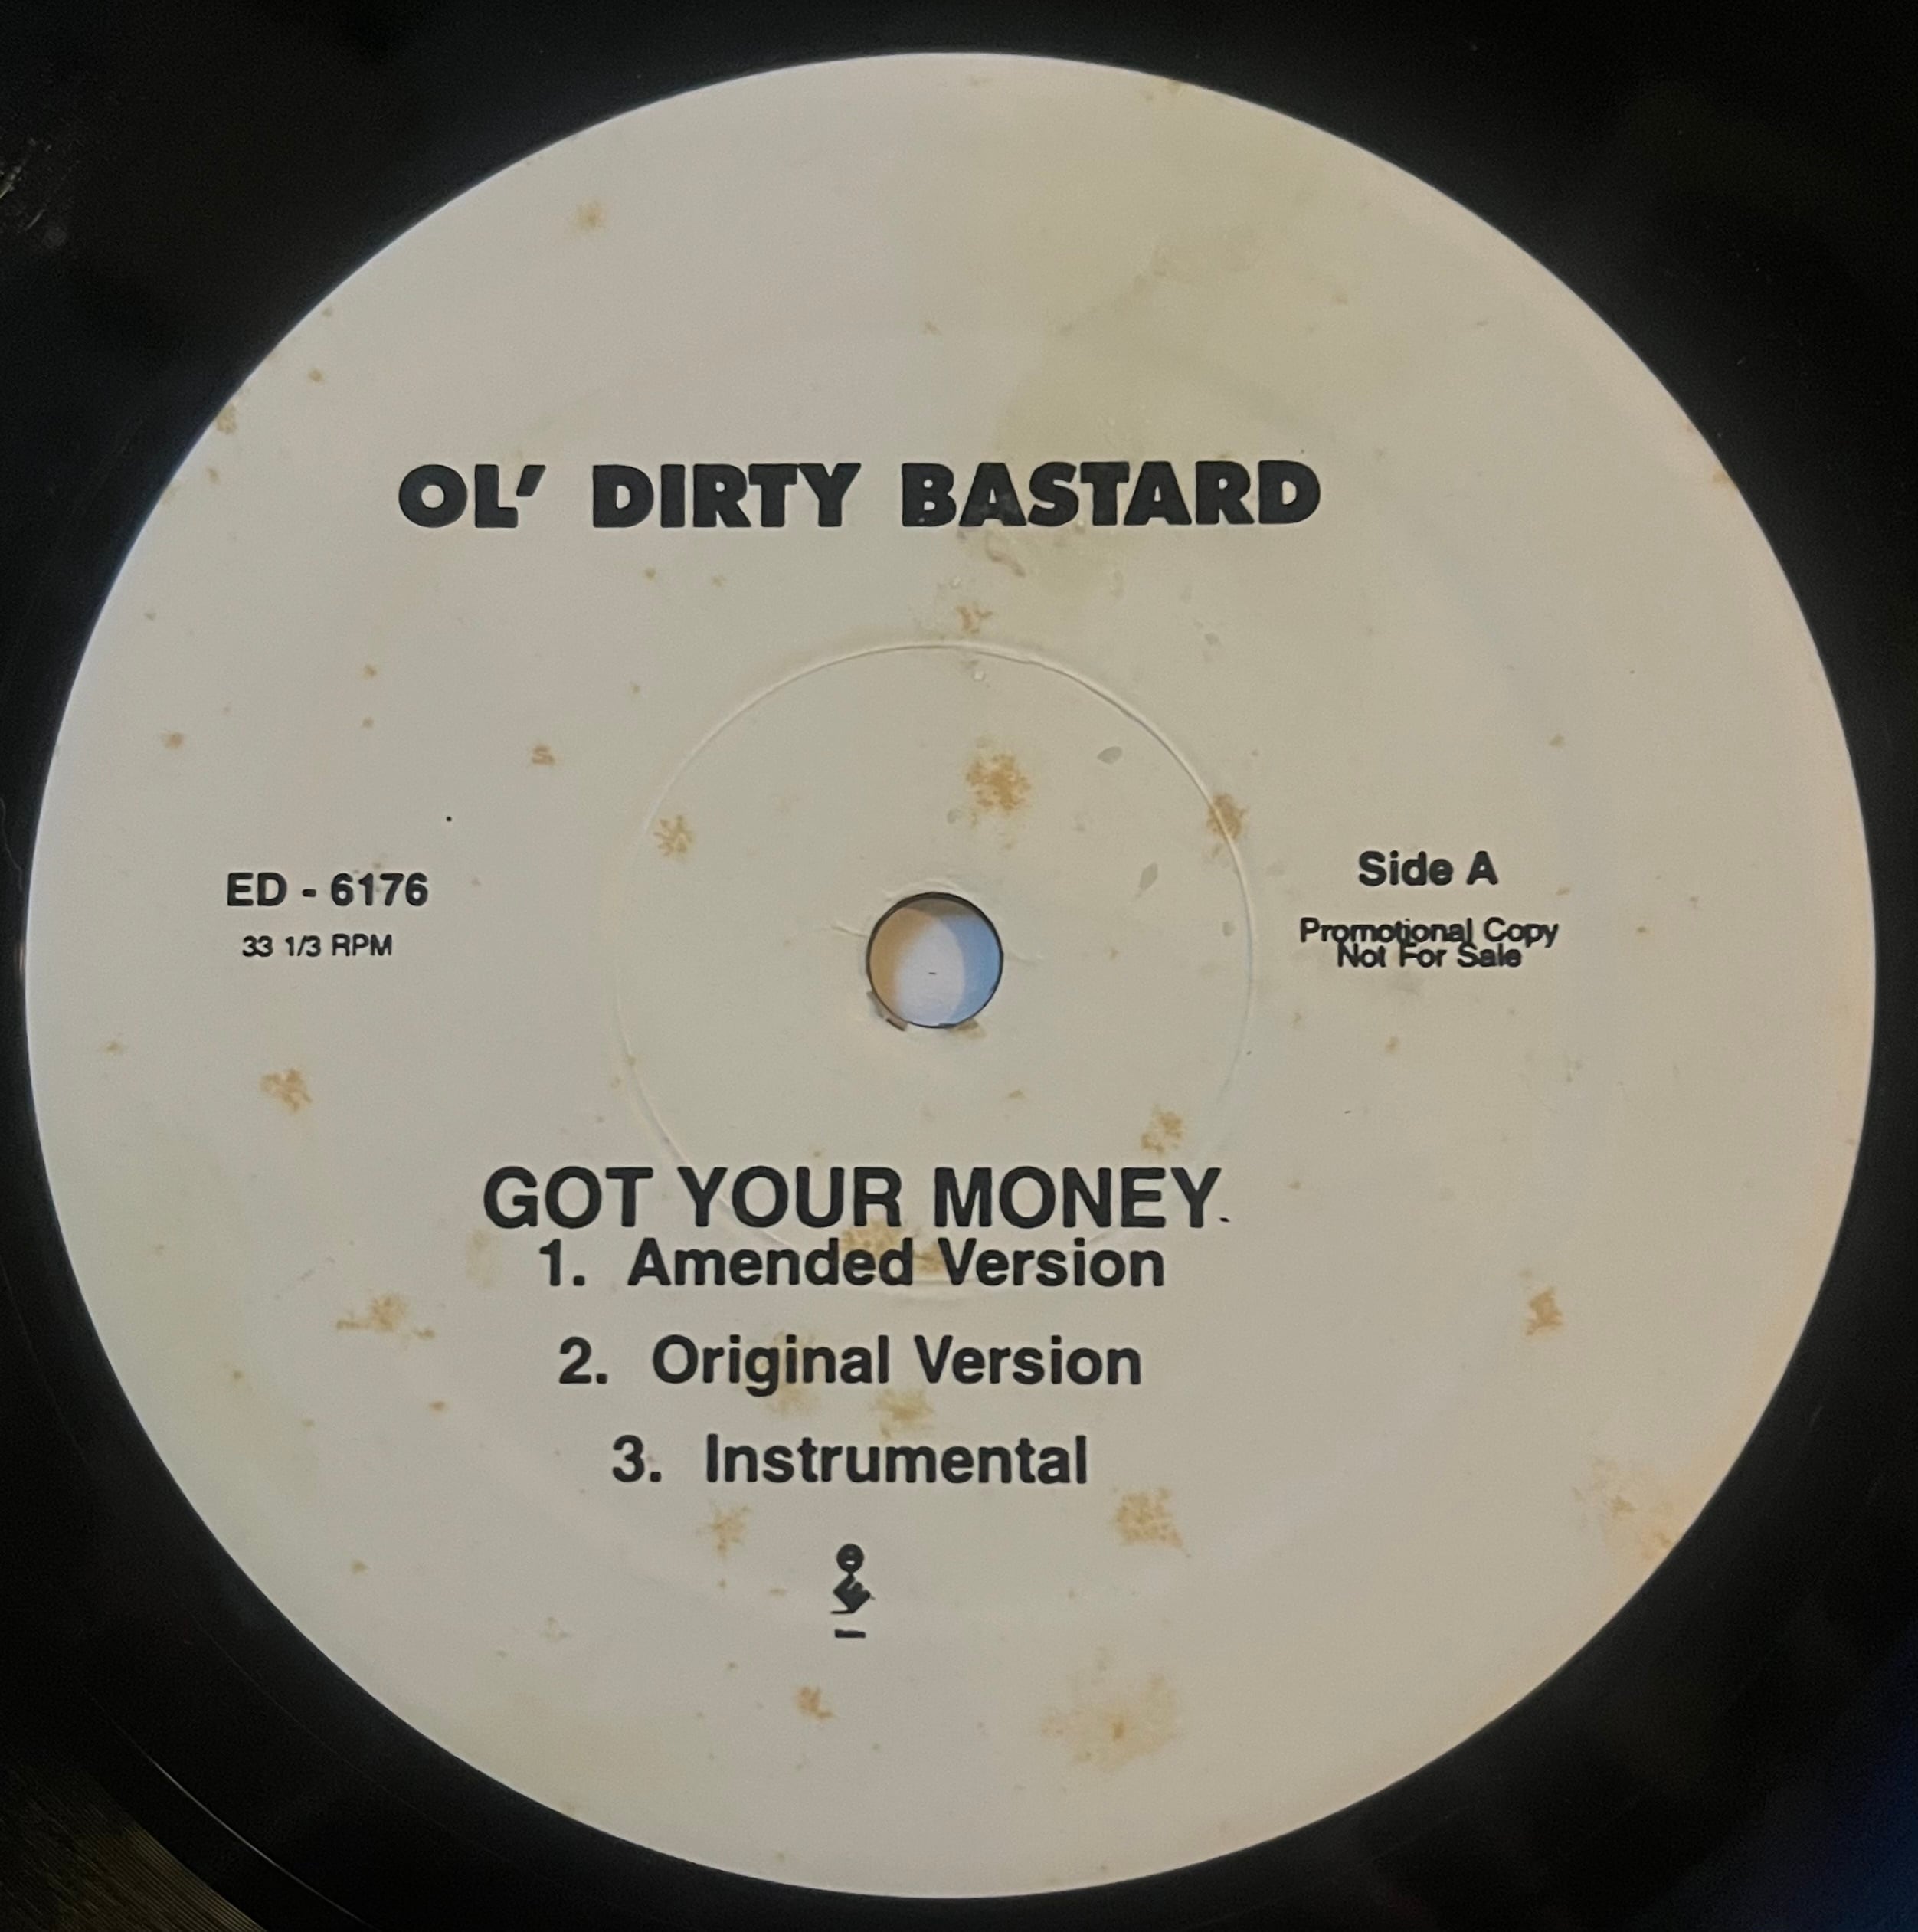 OL' DIRTY BASTARD
ED - 6176
33 1/3 RPM
Side A
Promotional Copy
Not For Sale
GOT YOUR MONEY.
1. Amended Version
2. Original Version
3. Instrumental